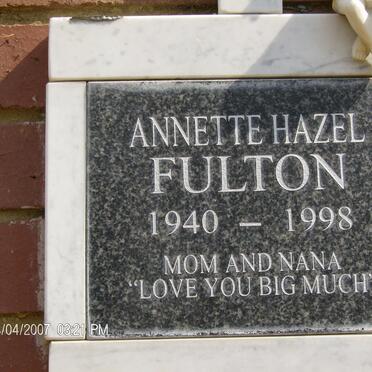 ANNETTE HAZEL
FULTON
1940 – 1998
MOM AND NANA
"LOVE YOU BIG MUCH"
/04/2007 03:21 PM